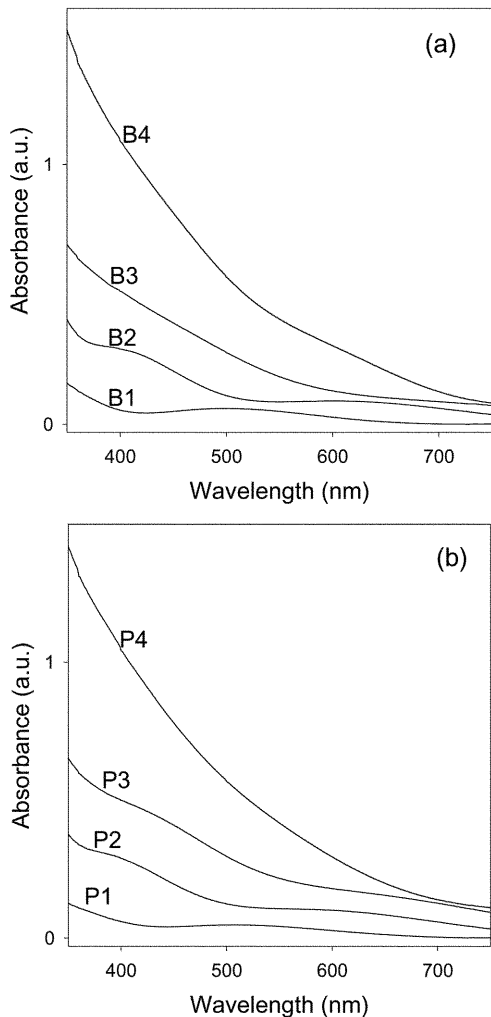 (a)
Absorbance (a.u.)
1
0
B4
B3
B2
B1
400 500 600 700
Wavelength (nm)
(b)
Absorbance (a.u.)
1
0
P4
P3
P2
P1
400 500 600 700
Wavelength (nm)